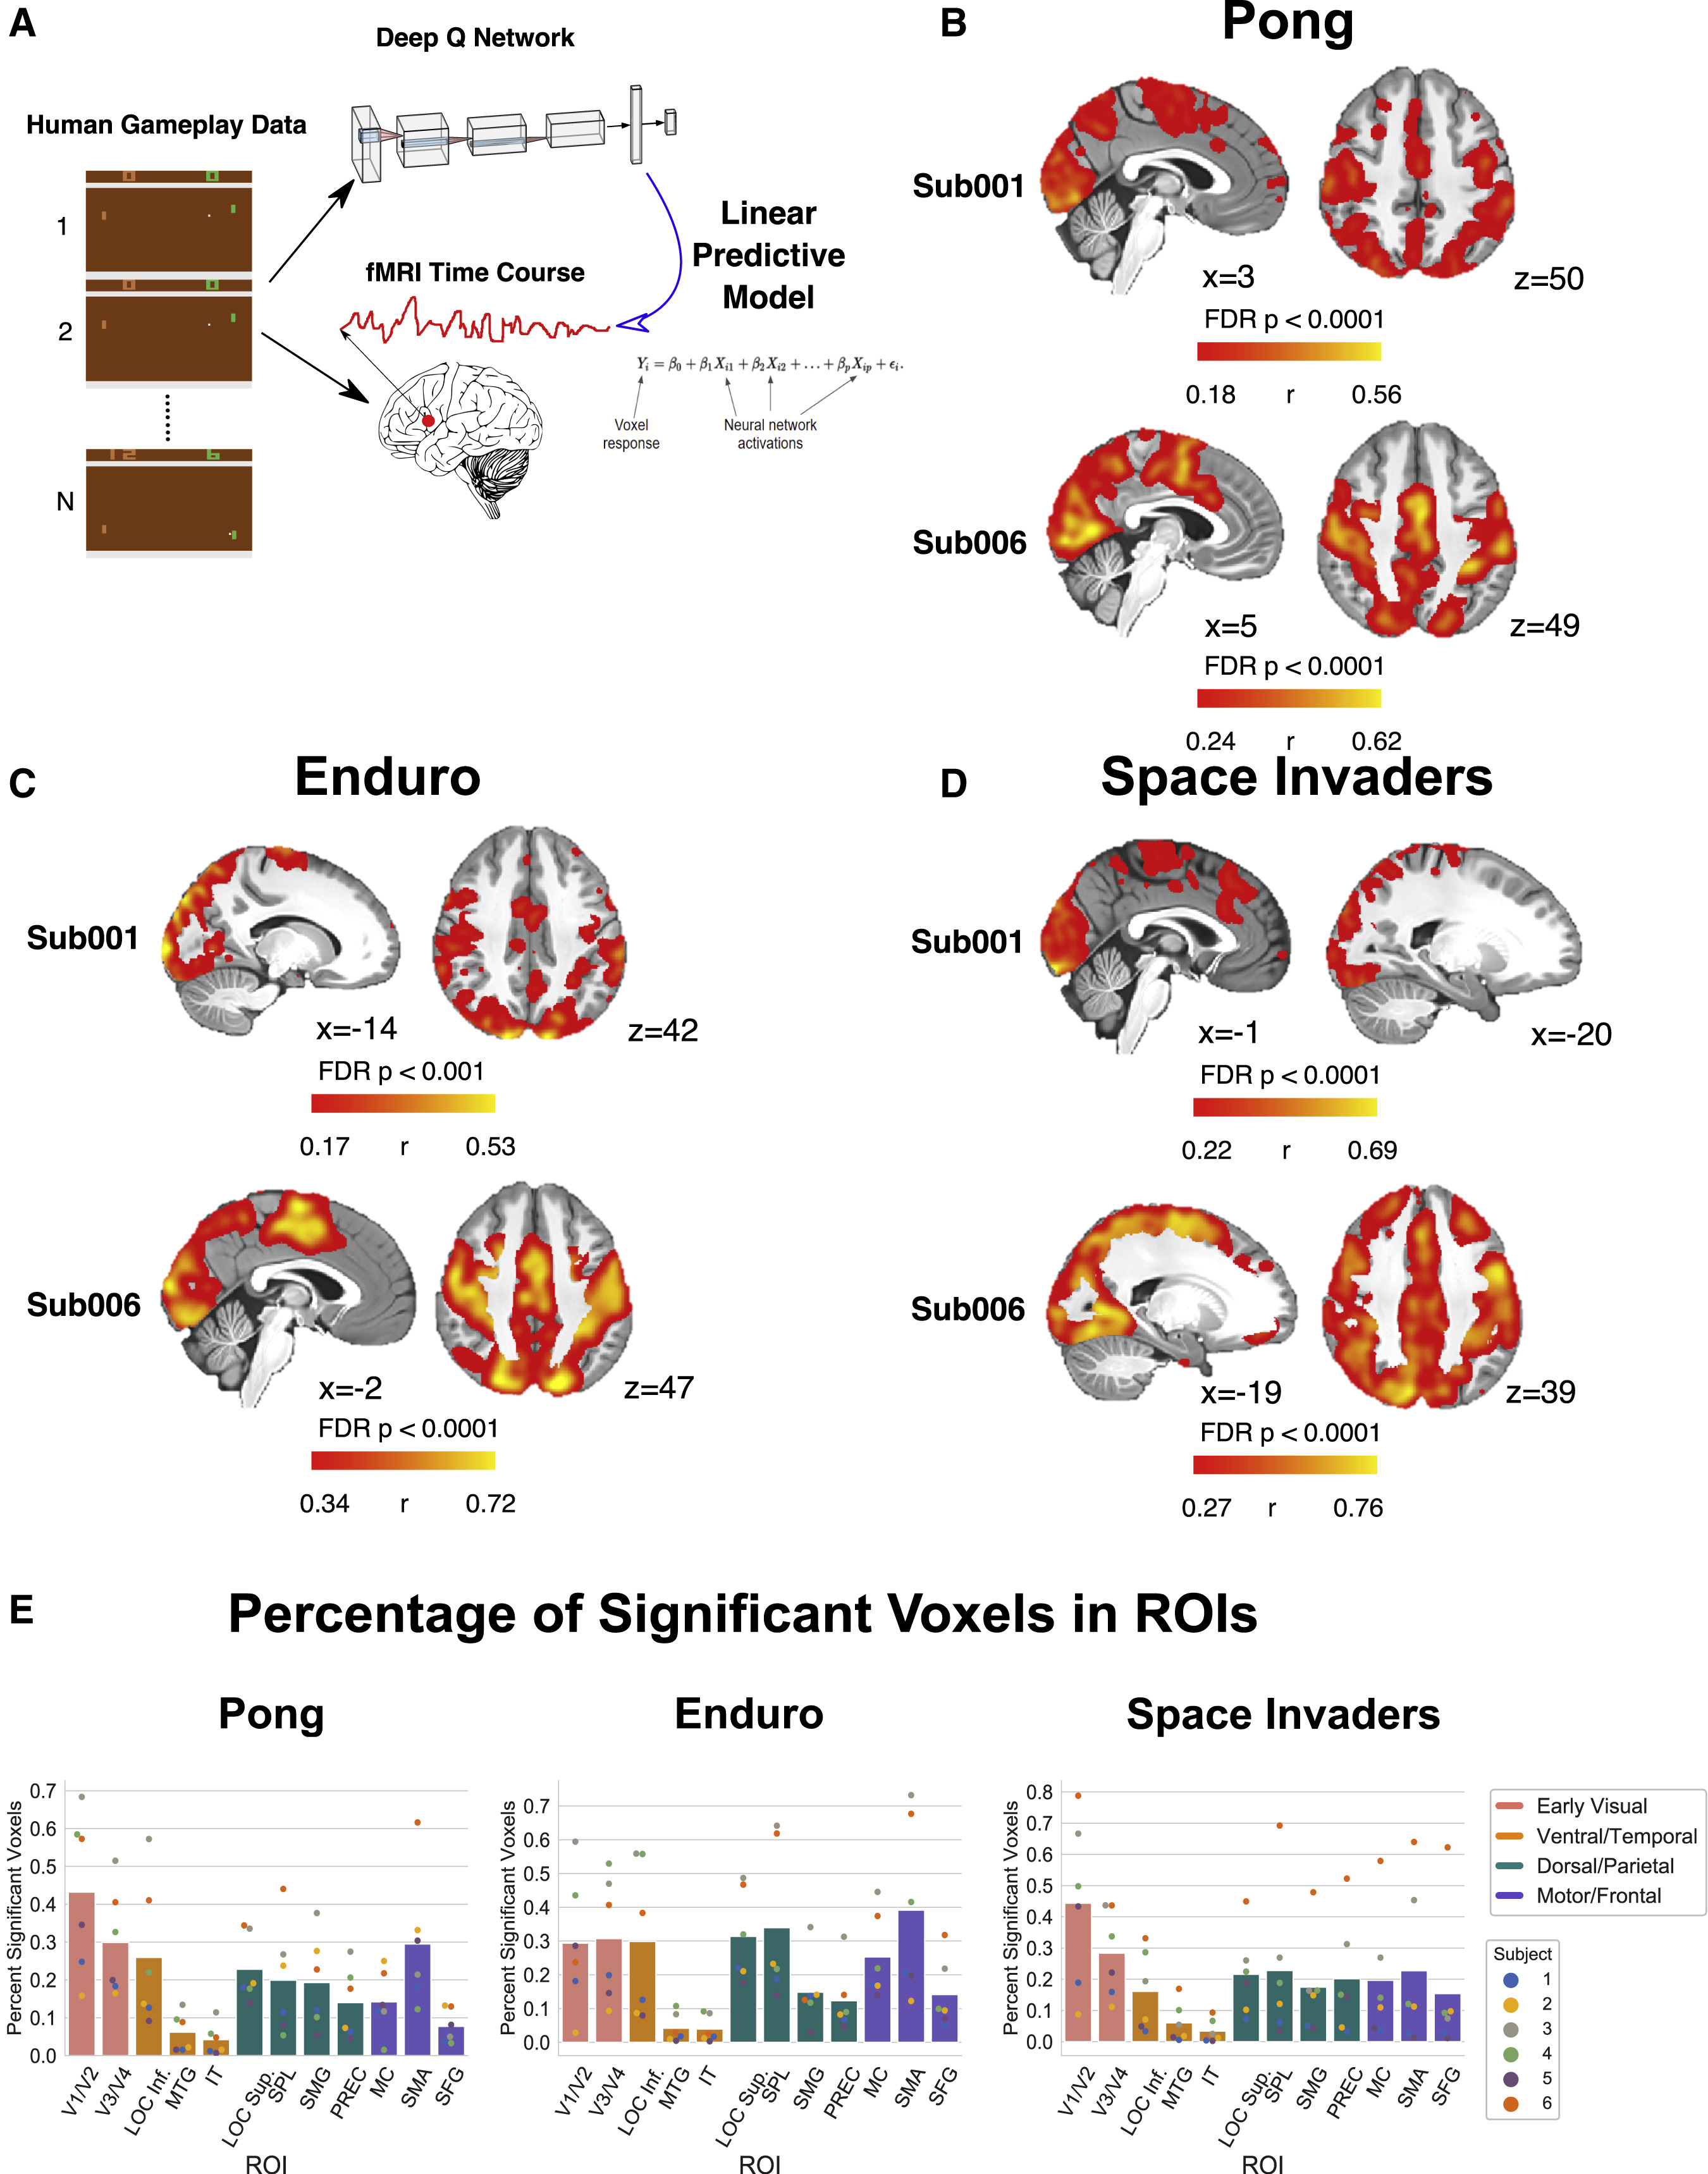 A
Deep Q Network
Human Gameplay Data
1
2
N
12
6
fMRI Time Course
Linear
Predictive
Model
Y_i = β_0 + β_1 X_{i1} + β_2 X_{i2} + … + β_p X_{ip} + ϵ_i.
Voxel
response
Neural network
activations
B
Pong
Sub001
x=3
z=50
FDR p < 0.0001
0.18 r 0.56
Sub006
x=5
z=49
FDR p < 0.0001
0.24 r 0.62
C
Enduro
Sub001
x=-14
z=42
FDR p < 0.001
0.17 r 0.53
Sub006
x=-2
z=47
FDR p < 0.0001
0.34 r 0.72
D
Space Invaders
Sub001
x=-1
x=-20
FDR p < 0.0001
0.22 r 0.69
Sub006
x=-19
z=39
FDR p < 0.0001
0.27 r 0.76
E
Percentage of Significant Voxels in ROIs
Pong
Percent Significant Voxels
0.7
0.6
0.5
0.4
0.3
0.2
0.1
0.0
V1/V2
V3/V4
LOC Inf.
MTG
IT
LOC Sup.
SPL
SMG
PREC
MC
SMA
SFG
ROI
Enduro
Percent Significant Voxels
0.7
0.6
0.5
0.4
0.3
0.2
0.1
0.0
V1/V2
V3/V4
LOC Inf.
MTG
IT
LOC Sup.
SPL
SMG
PREC
MC
SMA
SFG
ROI
Space Invaders
Percent Significant Voxels
0.8
0.7
0.6
0.5
0.4
0.3
0.2
0.1
0.0
V1/V2
V3/V4
LOC Inf.
MTG
IT
LOC Sup.
SPL
SMG
PREC
MC
SMA
SFG
ROI
Early Visual
Ventral/Temporal
Dorsal/Parietal
Motor/Frontal
Subject
1
2
3
4
5
6